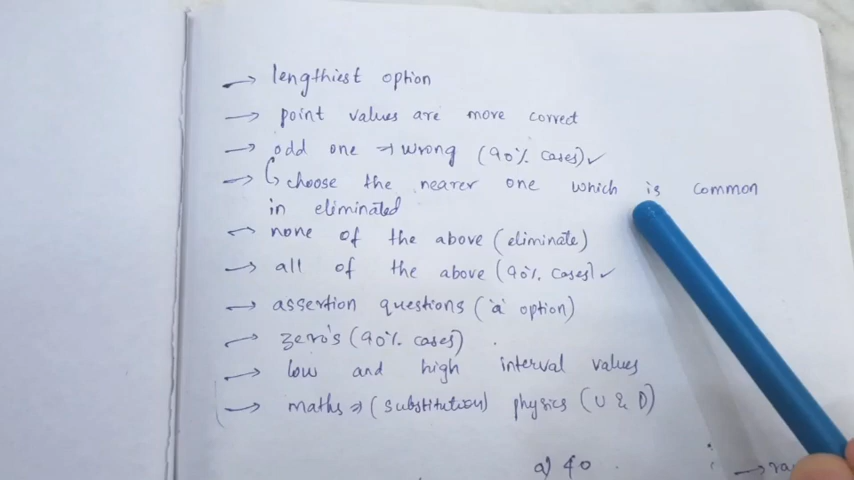 → lengthiest option
→ point values are more correct
→ odd one ⇒ wrong (90% cases) ✓
→ choose the nearer one which is common
in eliminated
→ none of the above (eliminate)
→ all of the above (90% cases) ✓
→ assertion questions ('a' option)
→ zero's (90% cases) .
→ low and high interval values
→ maths ⇒ (substitution) physics (U & D)
a) 40 .
→ ra